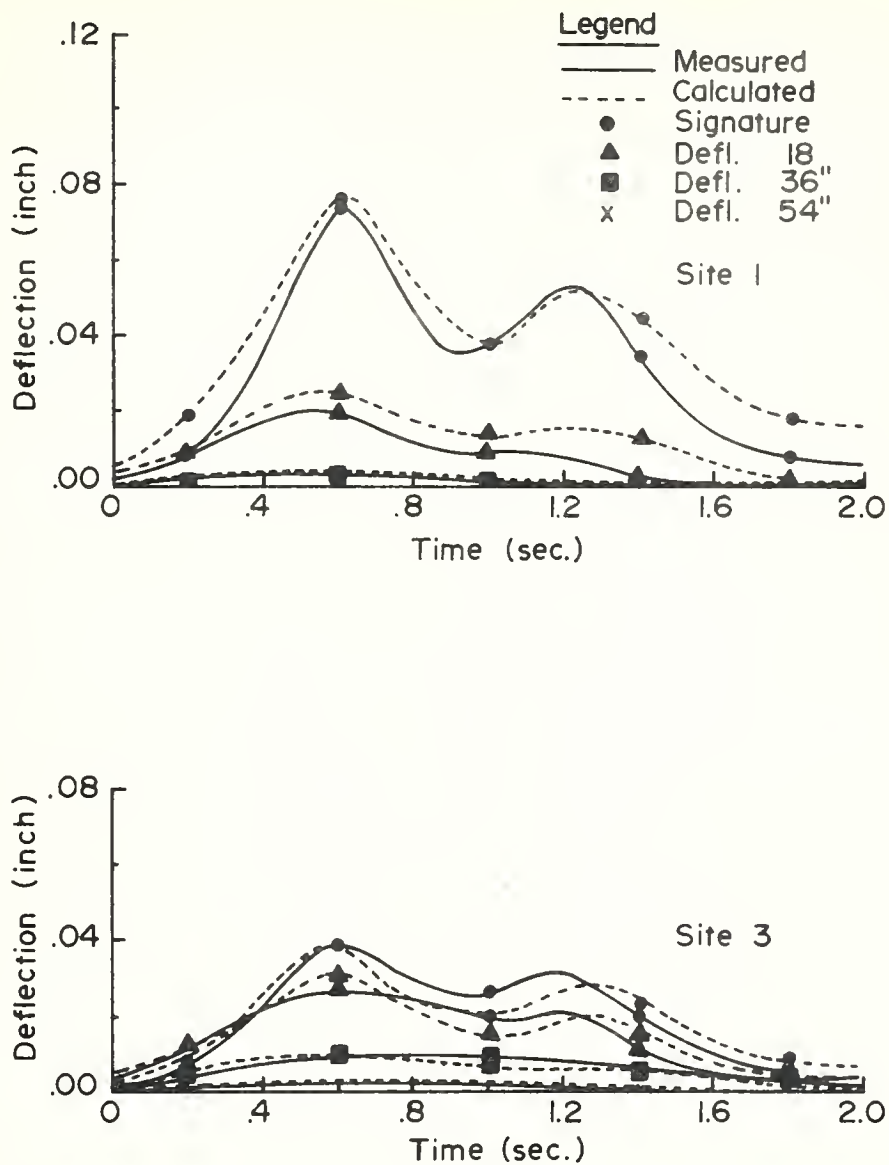 Legend
Measured
Calculated
Signature
Defl. 18
Defl. 36"
x Defl. 54"
Site 1
.12
.08
.04
.00
Deflection (inch)
0 .4 .8 1.2 1.6 2.0
Time (sec.)
Site 3
.08
.04
.00
Deflection (inch)
0 .4 .8 1.2 1.6 2.0
Time (sec.)